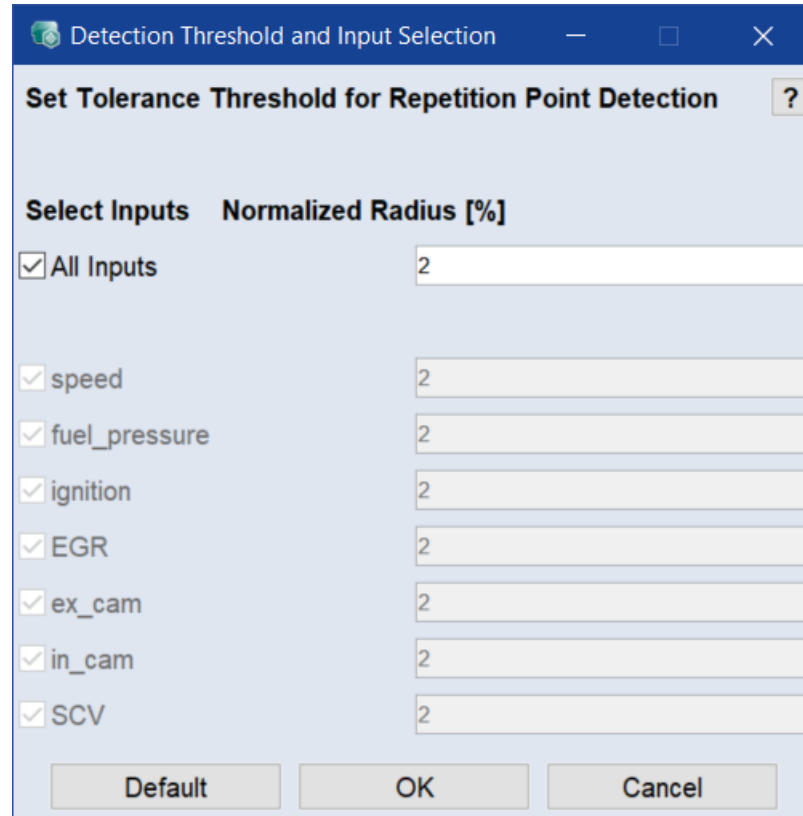 Detection Threshold and Input Selection
Set Tolerance Threshold for Repetition Point Detection ?
Select Inputs Normalized Radius [%]
All Inputs 2
speed 2
fuel_pressure 2
ignition 2
EGR 2
ex_cam 2
in_cam 2
SCV 2
Default OK Cancel